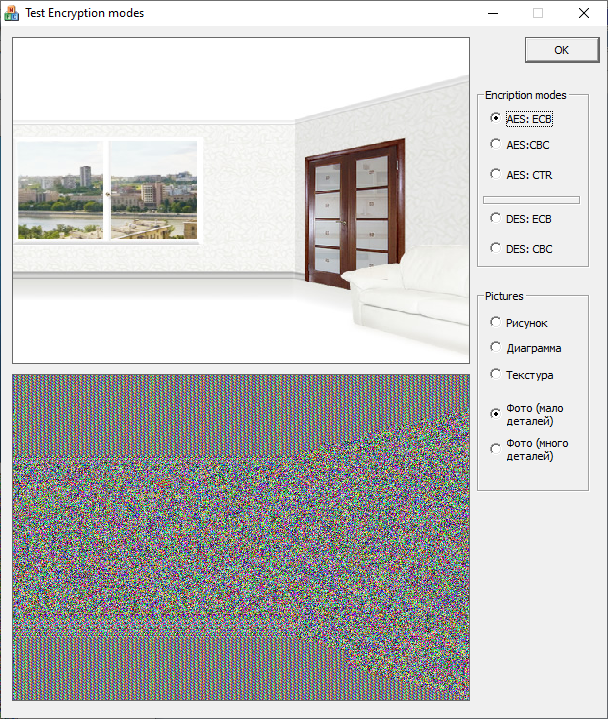 Test Encryption modes
OK
Encription modes
AES: ECB
AES:CBC
AES: CTR
DES: ECB
DES: CBC
Pictures
Рисунок
Диаграмма
Текстура
Фото (мало
деталей)
Фото (много
деталей)